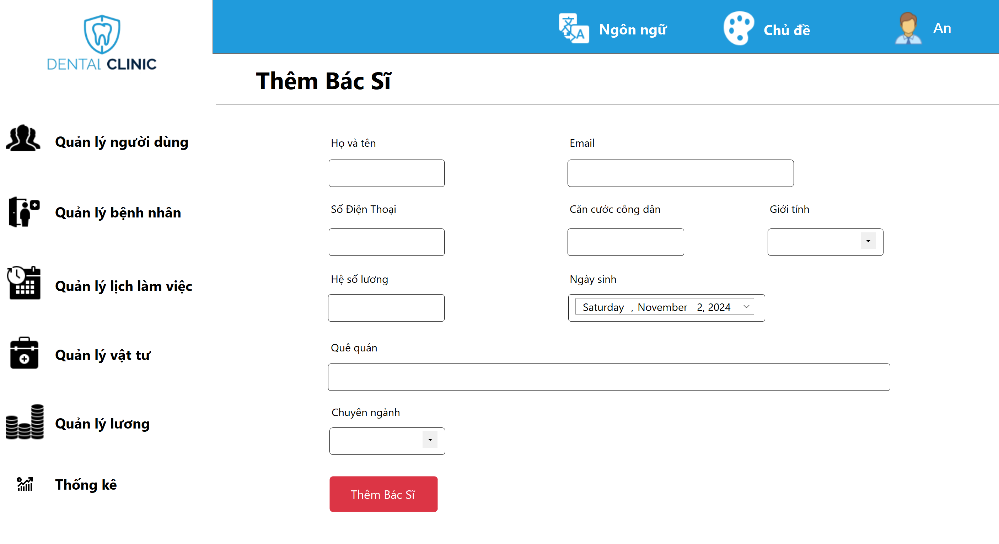 DENTAL CLINIC
Ngôn ngữ
Chủ đề
An
Thêm Bác Sĩ
Quản lý người dùng
Quản lý bệnh nhân
Quản lý lịch làm việc
Quản lý vật tư
Quản lý lương
Thống kê
Họ và tên
Email
Số Điện Thoại
Căn cước công dân
Giới tính
Hệ số lương
Ngày sinh
Saturday , November 2, 2024
Quê quán
Chuyên ngành
Thêm Bác Sĩ